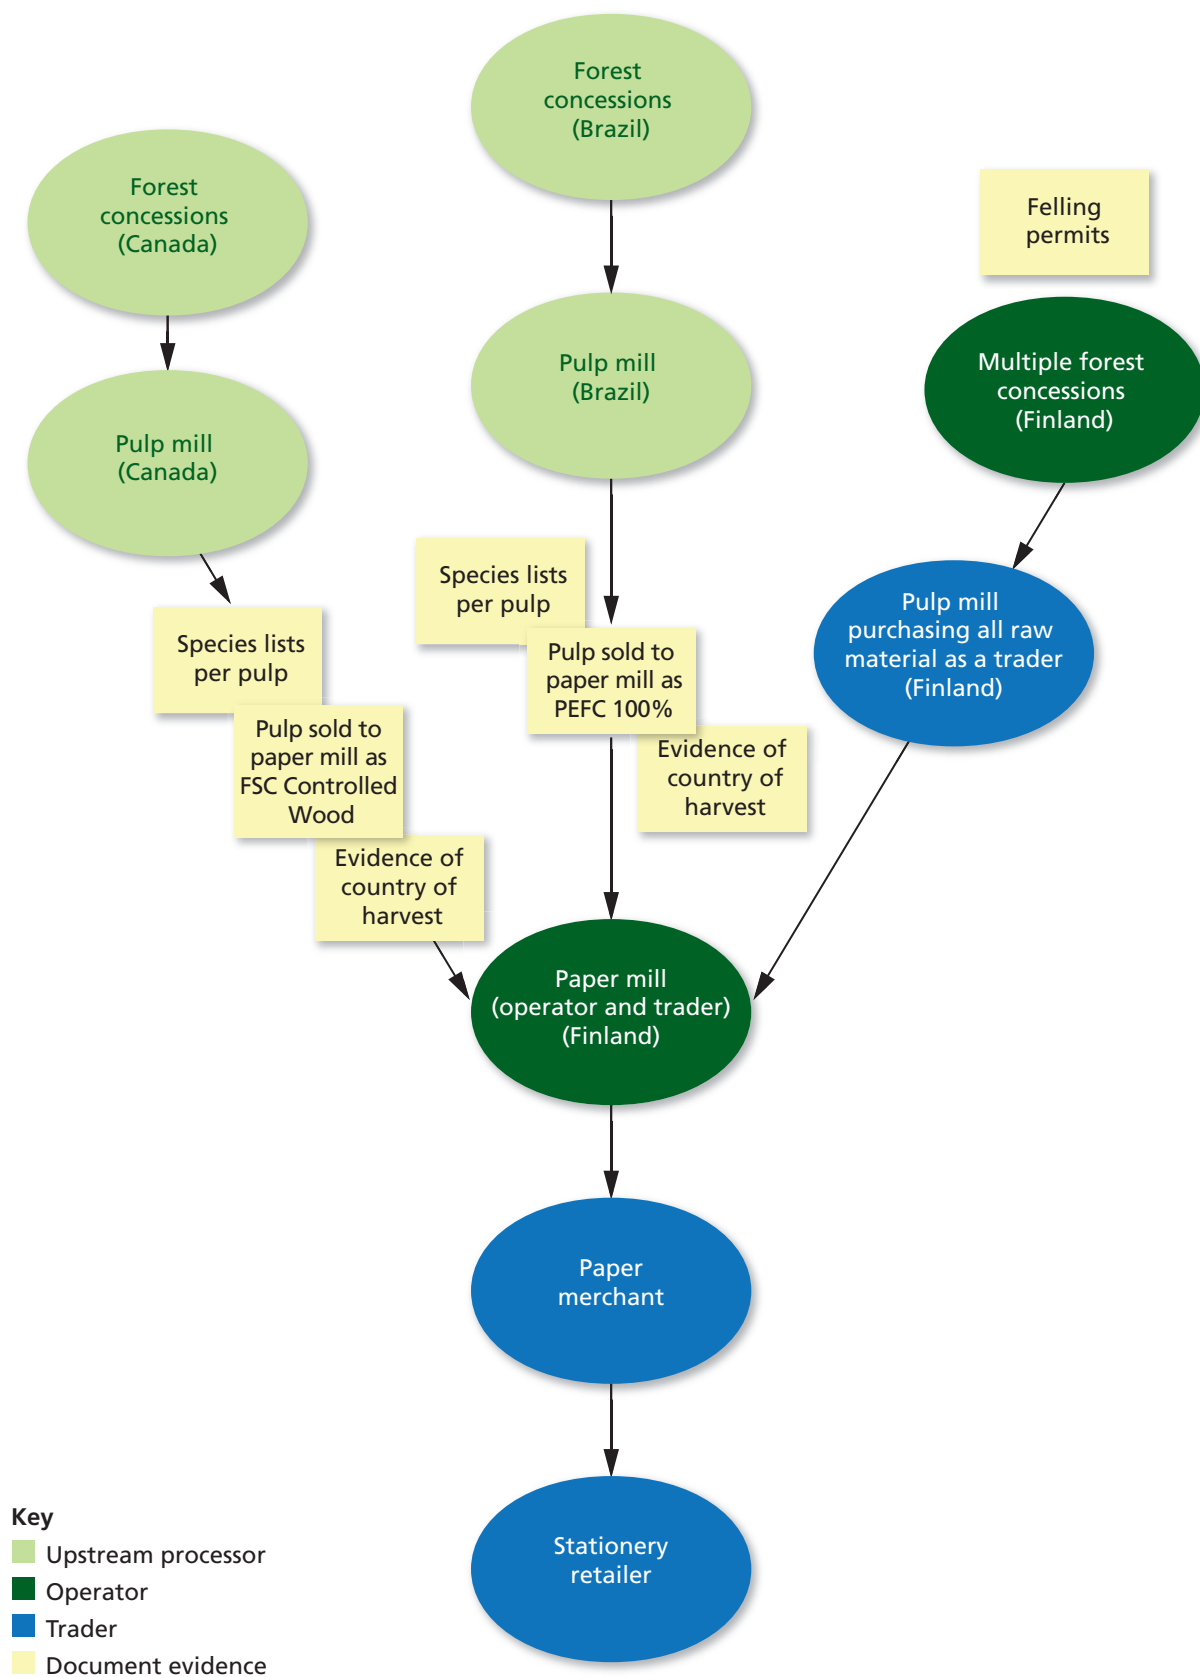 Forest
concessions
(Brazil)
Forest
concessions
(Canada)
Felling
permits
Pulp mill
(Brazil)
Multiple forest
concessions
(Finland)
Pulp mill
(Canada)
Species lists
per pulp
Pulp sold to
paper mill as
PEFC 100%
Evidence of
country of
harvest
Pulp mill
purchasing all raw
material as a trader
(Finland)
Species lists
per pulp
Pulp sold to
paper mill as
FSC Controlled
Wood
Evidence of
country of
harvest
Paper mill
(operator and trader)
(Finland)
Paper
merchant
Stationery
retailer
Key
Upstream processor
Operator
Trader
Document evidence